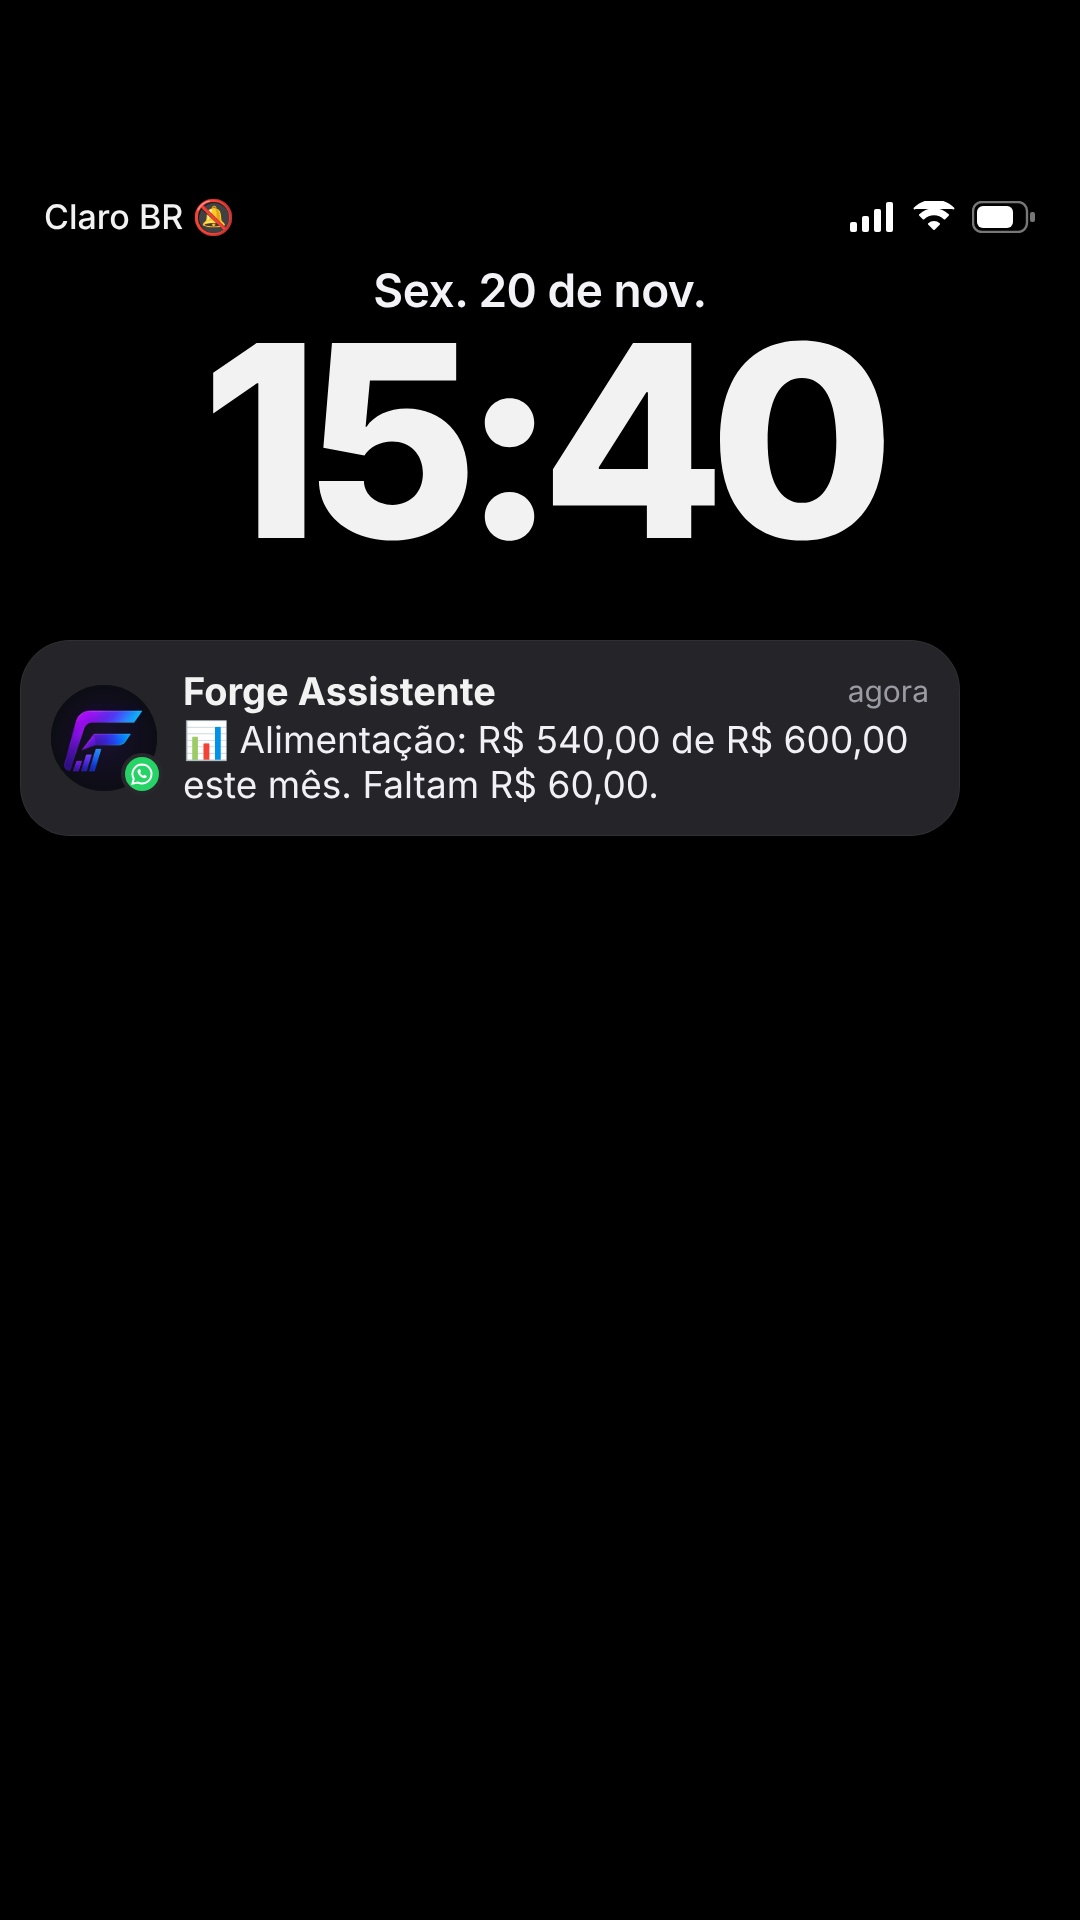 Claro BR
Sex. 20 de nov.
15:40
Forge Assistente
agora
📊 Alimentação: R$ 540,00 de R$ 600,00
este mês. Faltam R$ 60,00.